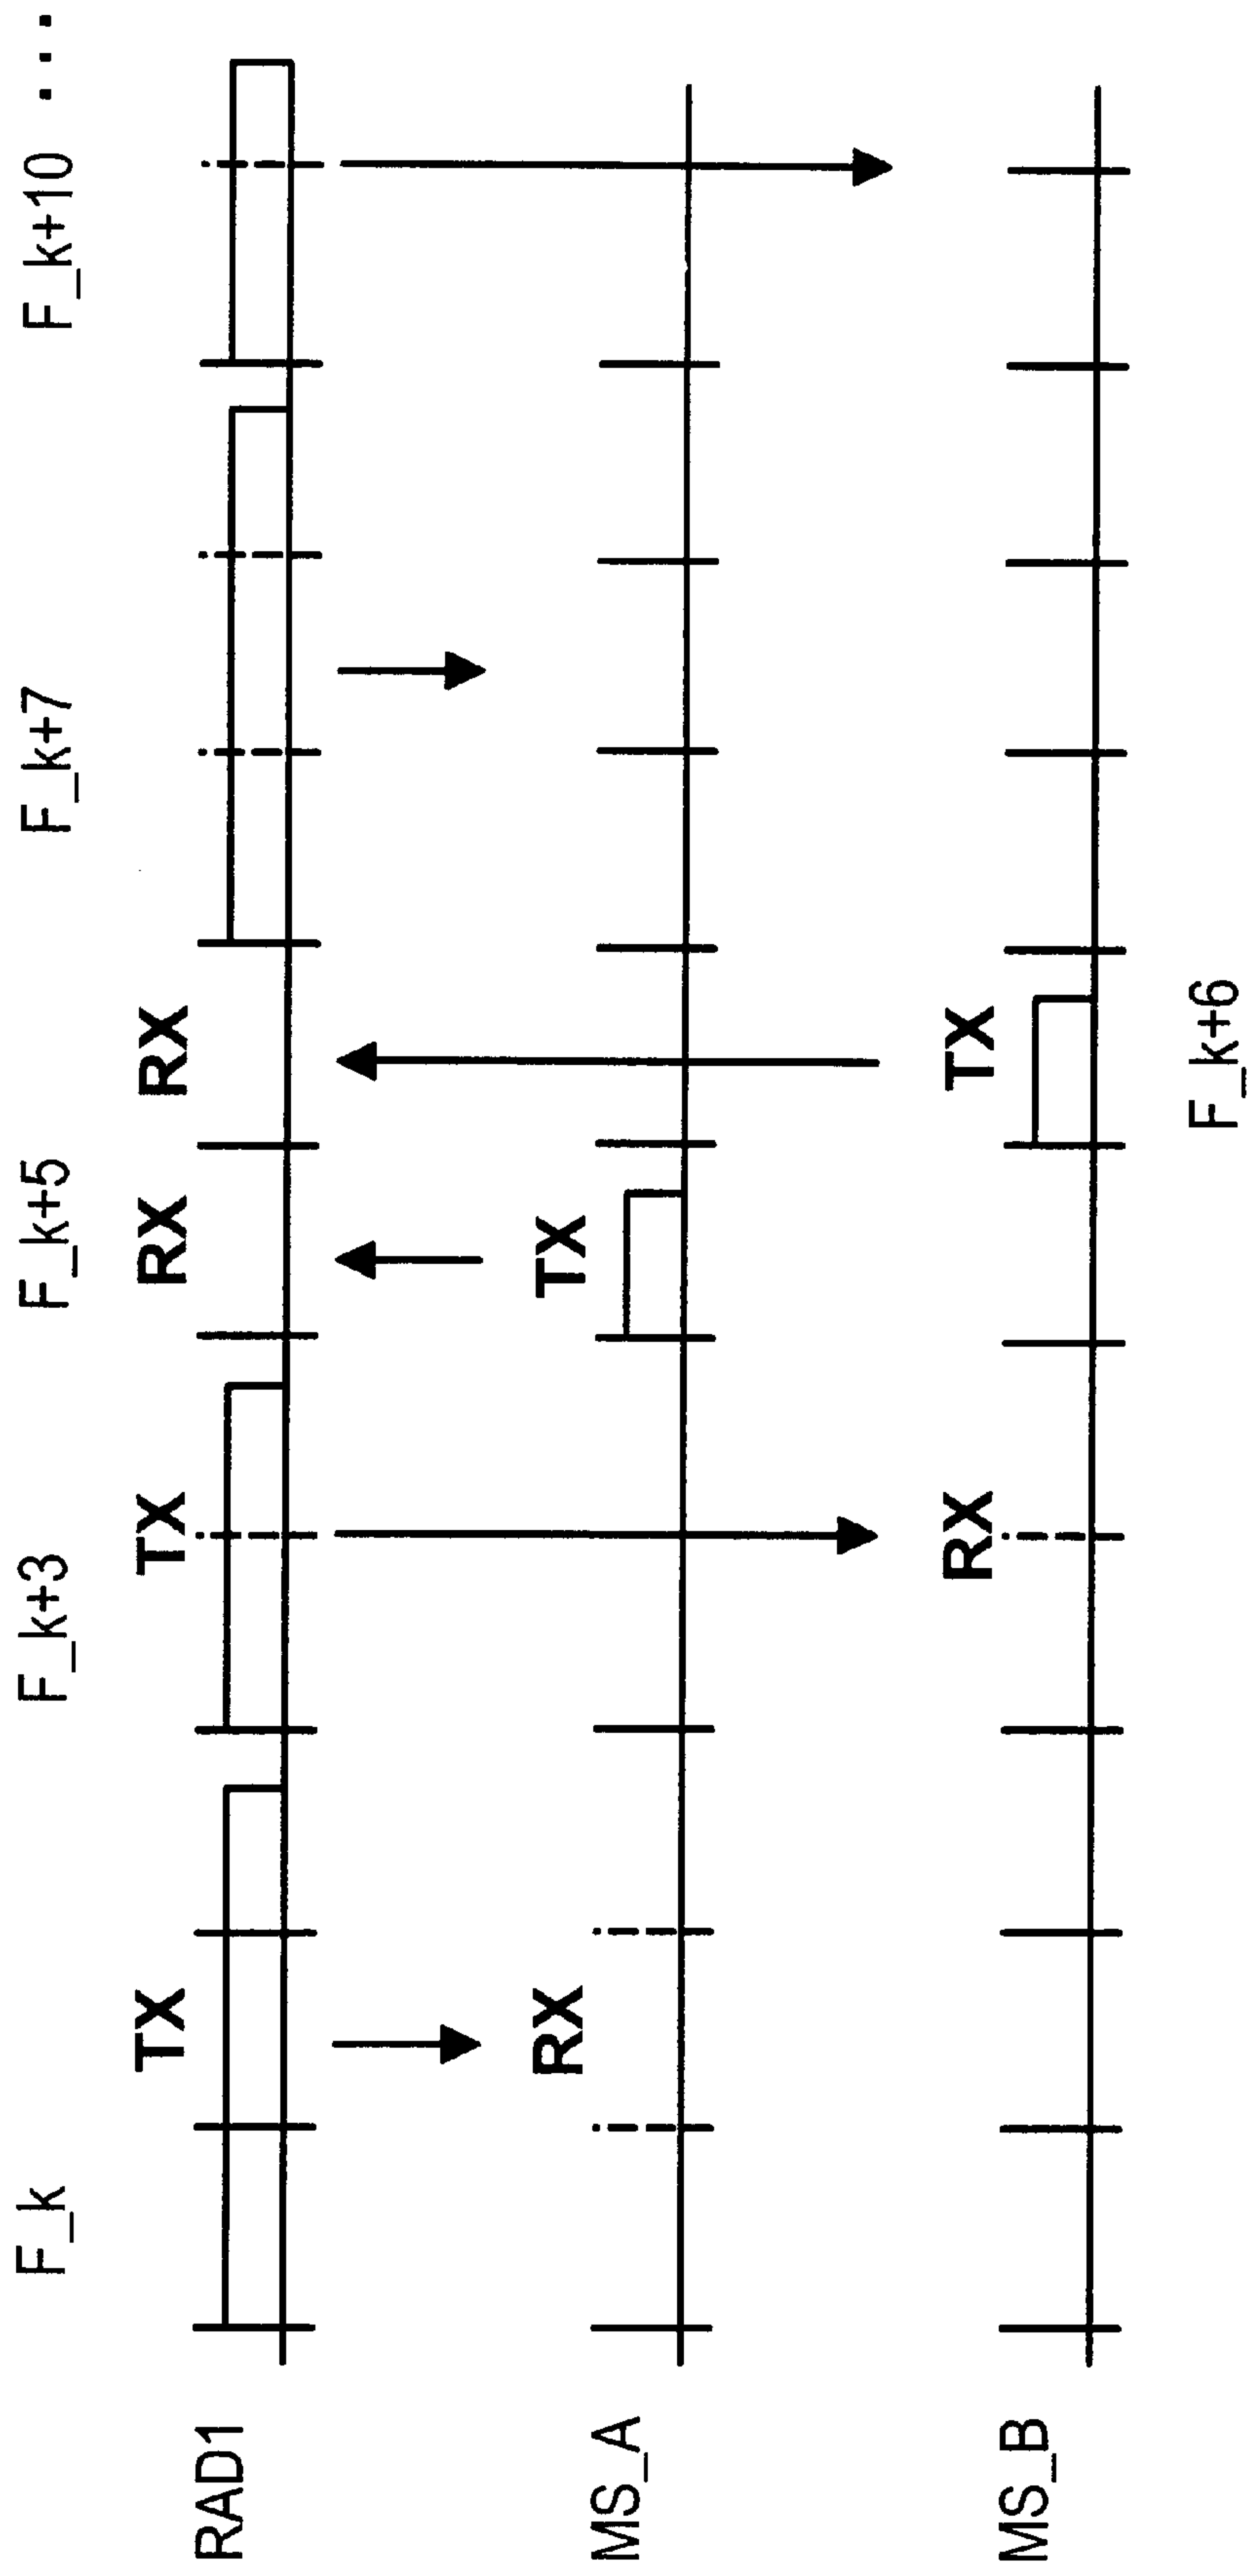 F_k F_k+3 F_k+5 F_k+7 F_k+10 ...
RAD1 TX TX RX RX
MS_A RX TX
MS_B RX TX
F_k+6